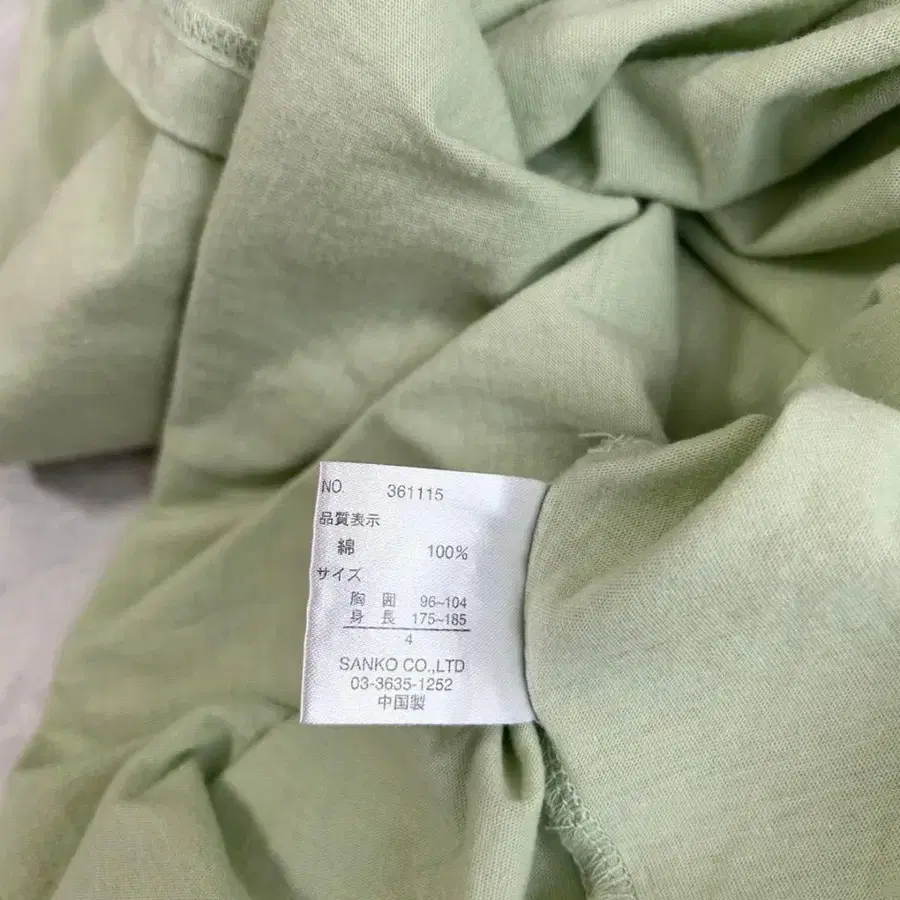 NO. 361115
品質表示
綿 100%
サイズ
胸囲 96~104
身長 175~185
4
SANKO CO.,LTD
03-3635-1252
中国製